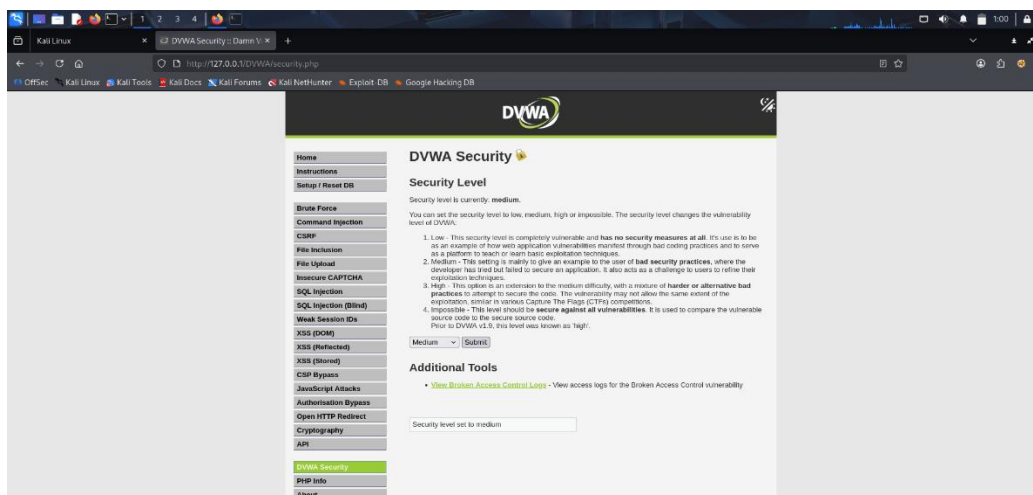 1 2 3 4
1:00
Kali Linux
DVWA Security :: Damn V
http://127.0.0.1/DVWA/security.php
OffSec
Kali Linux
Kali Tools
Kali Docs
Kali Forums
Kali NetHunter
Exploit-DB
Google Hacking DB
DVWA
Home
Instructions
Setup / Reset DB
Brute Force
Command Injection
CSRF
File Inclusion
File Upload
Insecure CAPTCHA
SQL Injection
SQL Injection (Blind)
Weak Session IDs
XSS (DOM)
XSS (Reflected)
XSS (Stored)
CSP Bypass
JavaScript Attacks
Authorisation Bypass
Open HTTP Redirect
Cryptography
API
DVWA Security
PHP Info
About
DVWA Security
Security Level
Security level is currently: medium.
You can set the security level to low, medium, high or impossible. The security level changes the vulnerability
level of DVWA:
1. Low - This security level is completely vulnerable and has no security measures at all. It's use is to be
as an example of how web application vulnerabilities manifest through bad coding practices and to serve
as a platform to teach or learn basic exploitation techniques.
2. Medium - This setting is mainly to give an example to the user of bad security practices, where the
developer has tried but failed to secure an application. It also acts as a challenge to users to refine their
exploitation techniques.
3. High - This option is an extension to the medium difficulty, with a mixture of harder or alternative bad
practices to attempt to secure the code. The vulnerability may not allow the same extent of the
exploitation, similar in various Capture The Flags (CTFs) competitions.
4. Impossible - This level should be secure against all vulnerabilities. It is used to compare the vulnerable
source code to the secure source code.
Prior to DVWA v1.9, this level was known as 'high'.
Medium Submit
Additional Tools
• View Broken Access Control Logs - View access logs for the Broken Access Control vulnerability
Security level set to medium